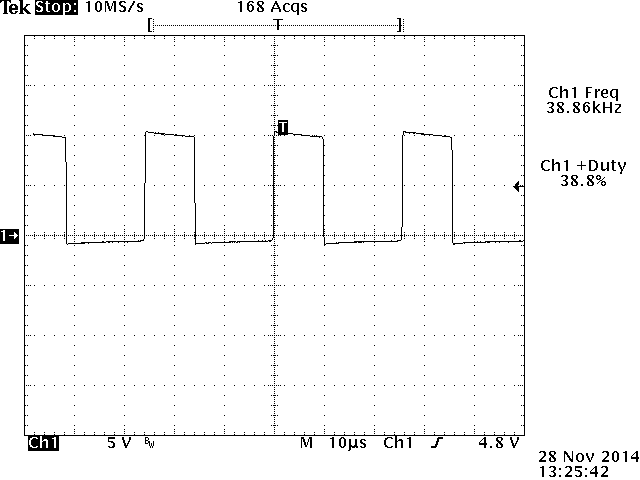 Tek Stop: 10MS/s 168 Acqs
[ T ]
Ch1 Freq
38.86kHz
T
Ch1 +Duty
38.8%
1→
Ch1 5 V BW M 10µs Ch1 4.8 V
28 Nov 2014
13:25:42